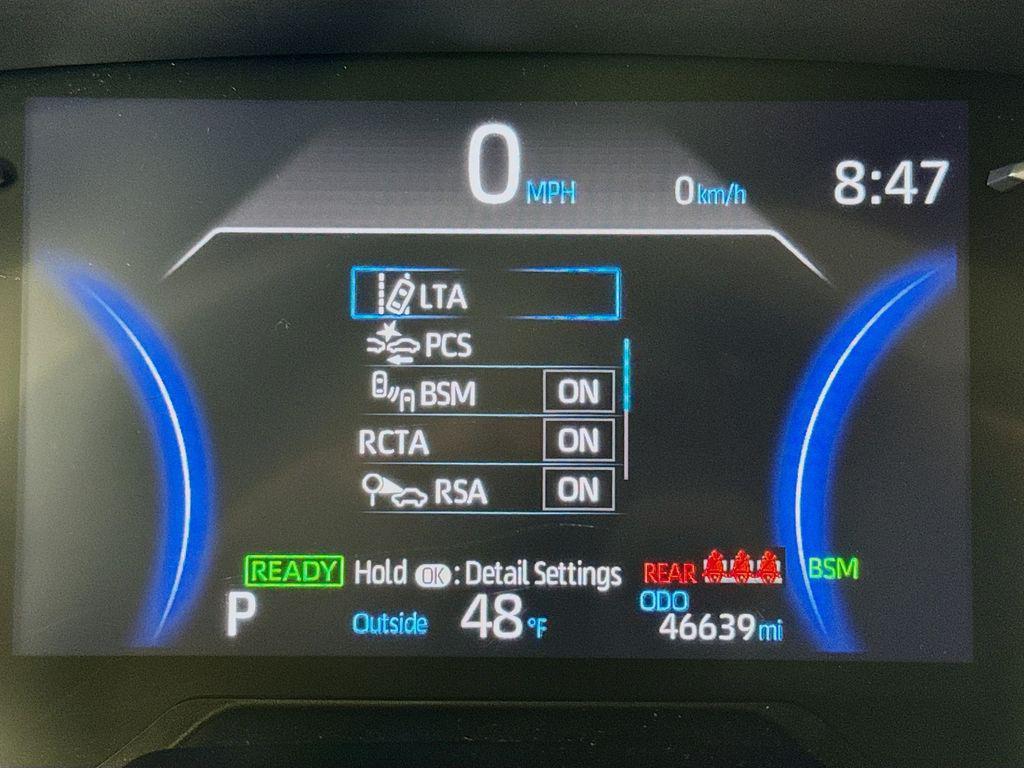 0 MPH 0 km/h 8:47
LTA
PCS
BSM ON
RCTA ON
RSA ON
READY Hold OK : Detail Settings REAR BSM
P Outside 48 °F ODO
46639 mi